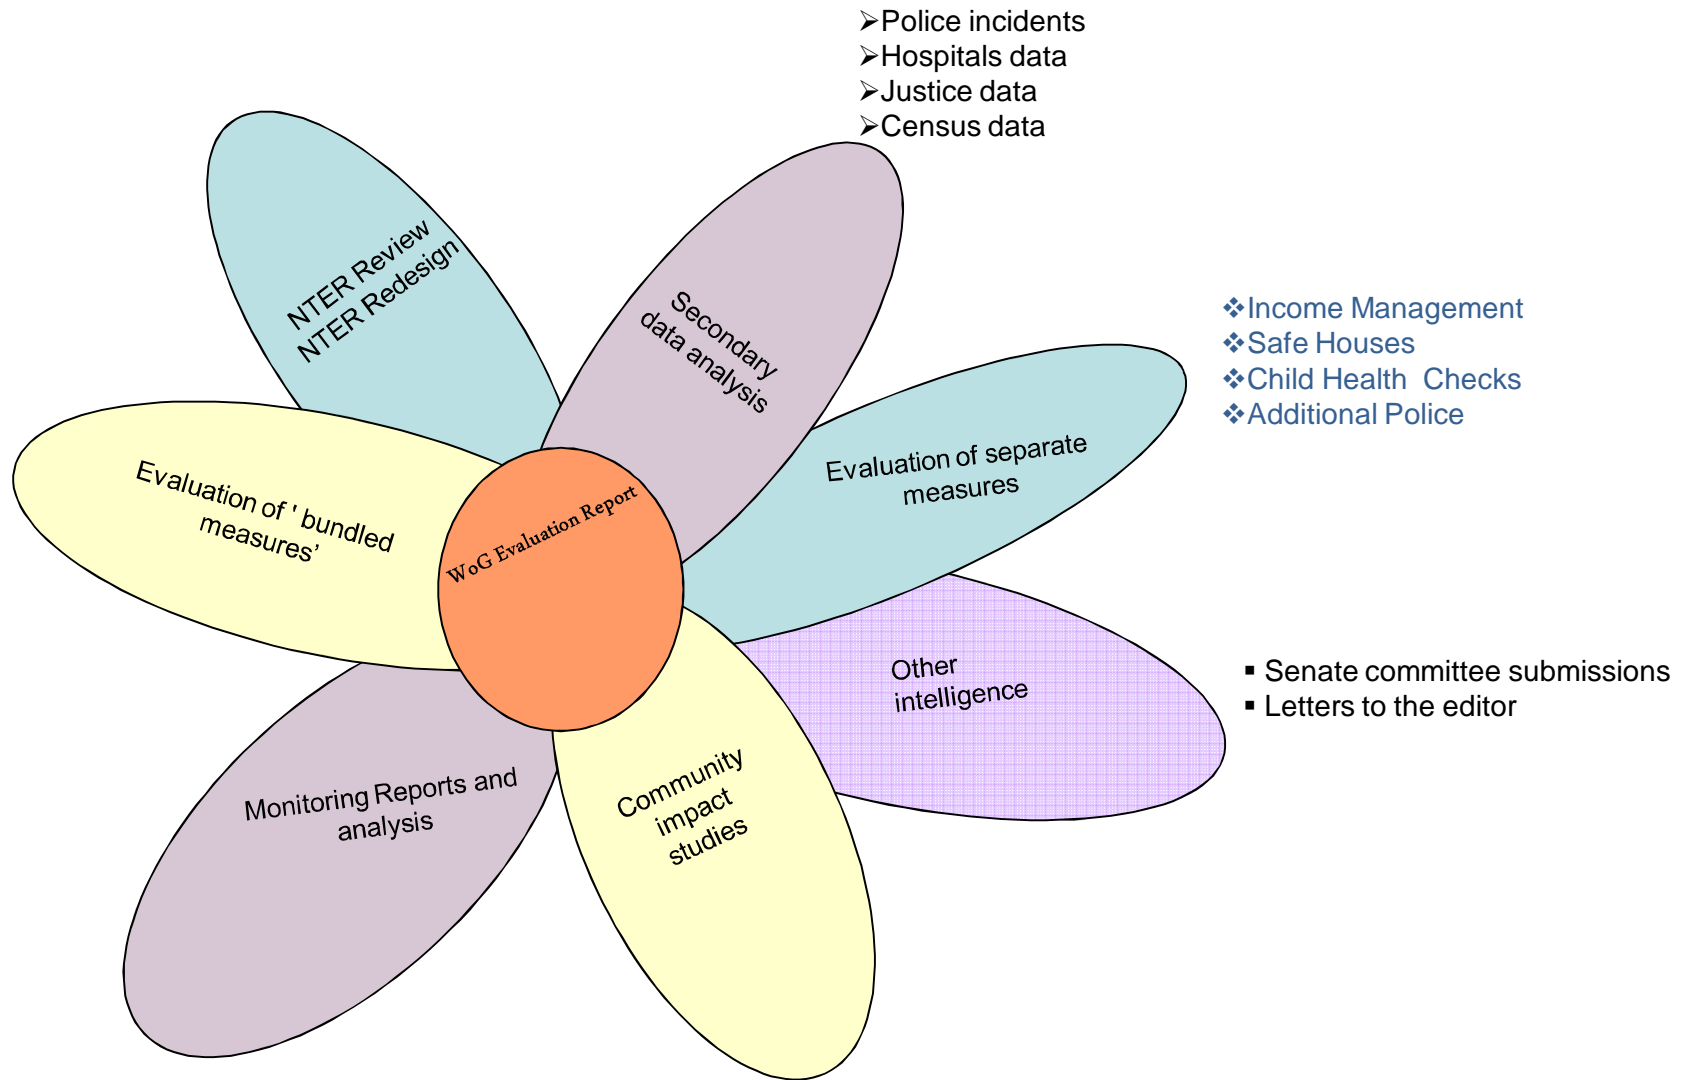 ➢Police incidents
➢Hospitals data
➢Justice data
➢Census data
NTER Review
NTER Redesign
Secondary
data analysis
❖Income Management
❖Safe Houses
❖Child Health  Checks
❖Additional Police
Evaluation of separate
measures
Evaluation of ' bundled
measures’
WoG Evaluation Report
Other
intelligence
▪ Senate committee submissions
▪ Letters to the editor
Monitoring Reports and
analysis
Community
impact
studies